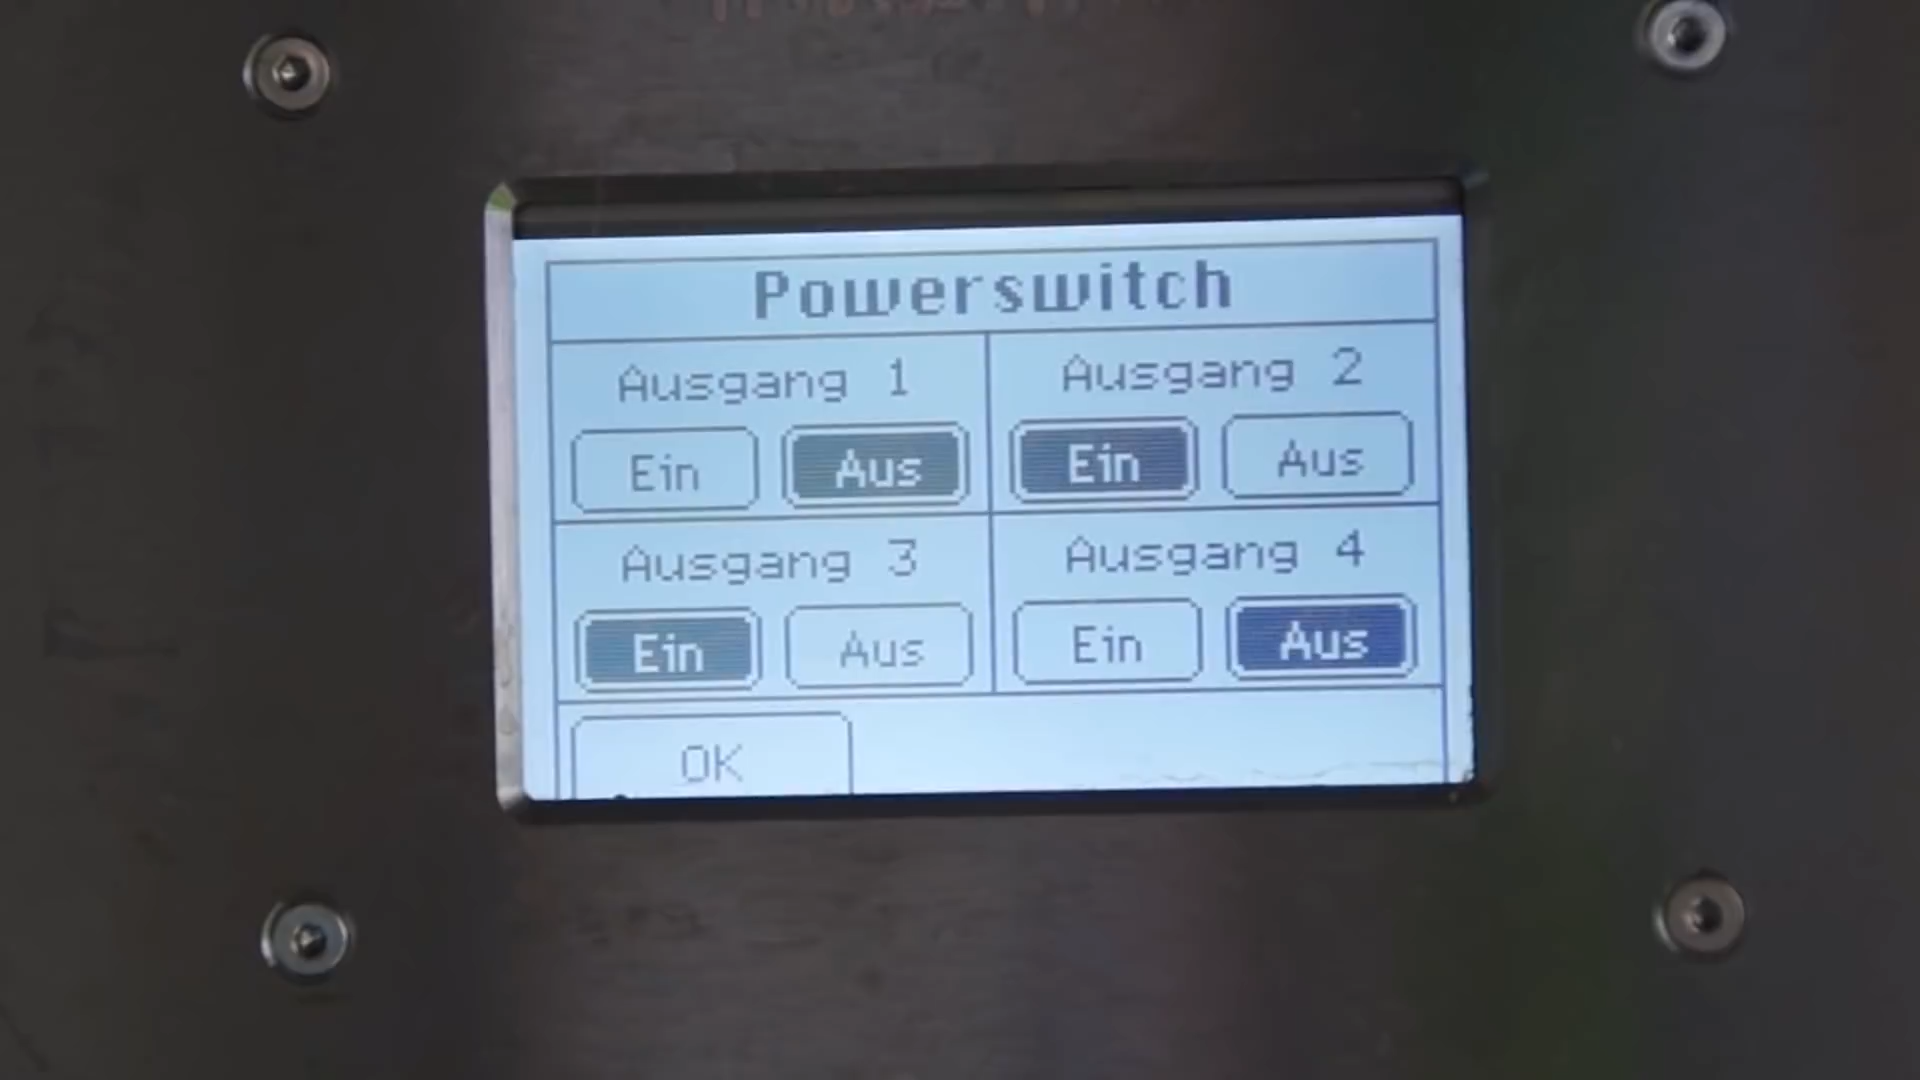 Powerswitch
Ausgang 1
Ausgang 2
Ein Aus
Ein Aus
Ausgang 3
Ausgang 4
Ein Aus
Ein Aus
OK